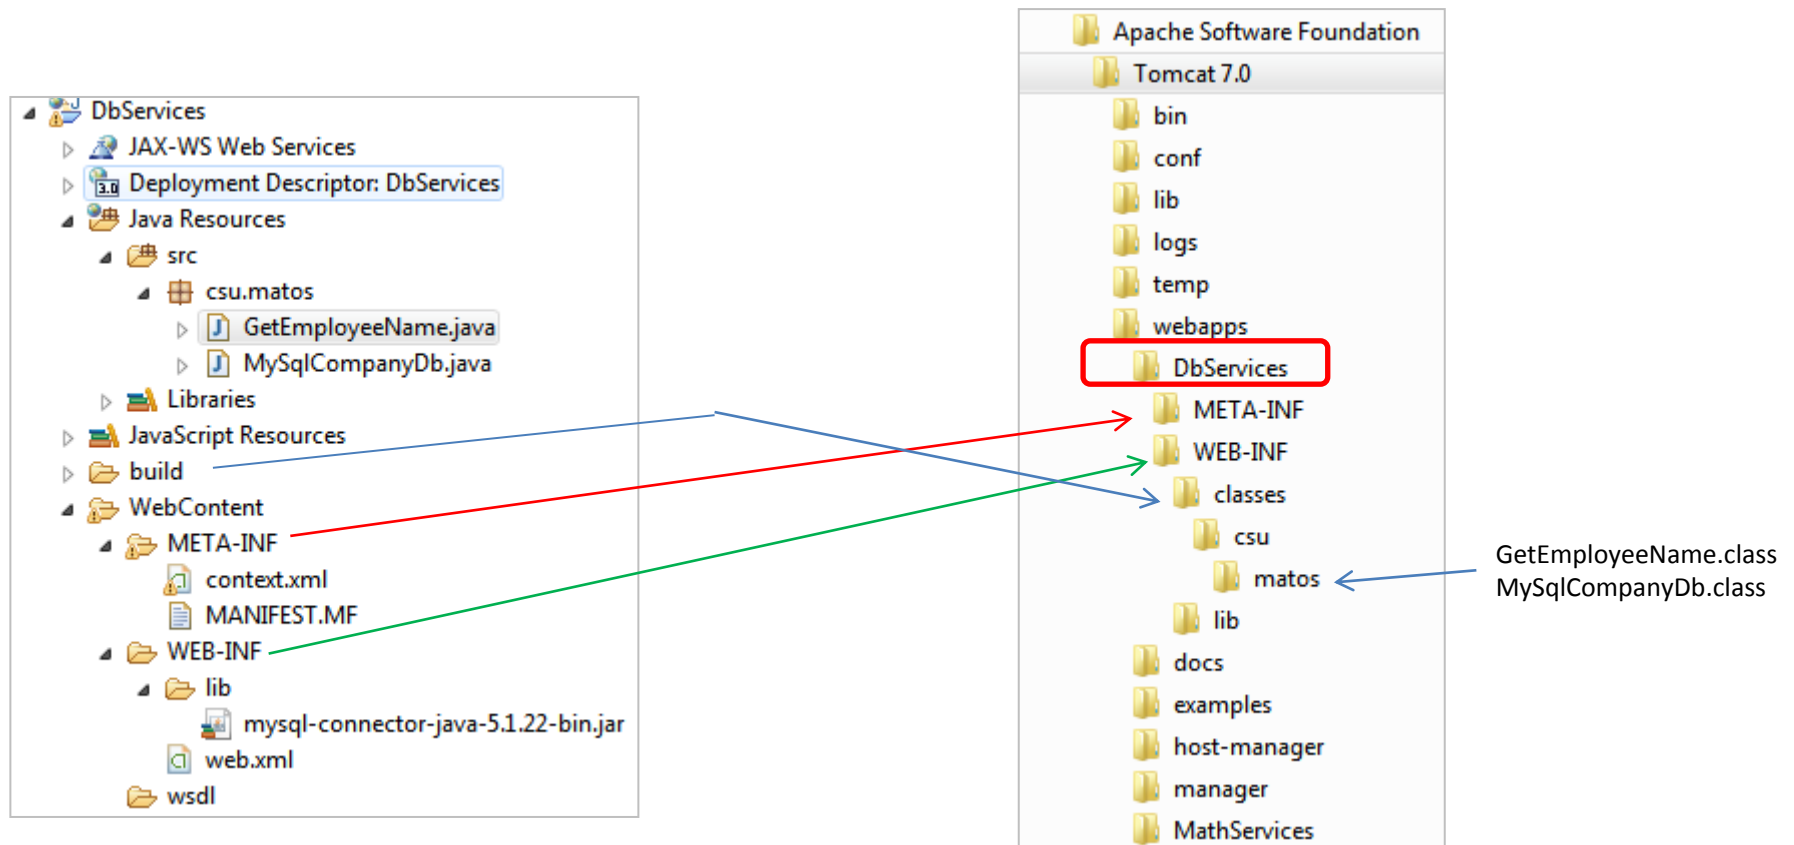 DbServices
JAX-WS Web Services
3.0
Deployment Descriptor: DbServices
Java Resources
src
csu.matos
GetEmployeeName.java
MySqlCompanyDb.java
Libraries
JavaScript Resources
build
WebContent
META-INF
context.xml
MANIFEST.MF
WEB-INF
lib
mysql-connector-java-5.1.22-bin.jar
web.xml
wsdl
Apache Software Foundation
Tomcat 7.0
bin
conf
lib
logs
temp
webapps
DbServices
META-INF
WEB-INF
classes
csu
matos
lib
docs
examples
host-manager
manager
MathServices
GetEmployeeName.class
MySqlCompanyDb.class